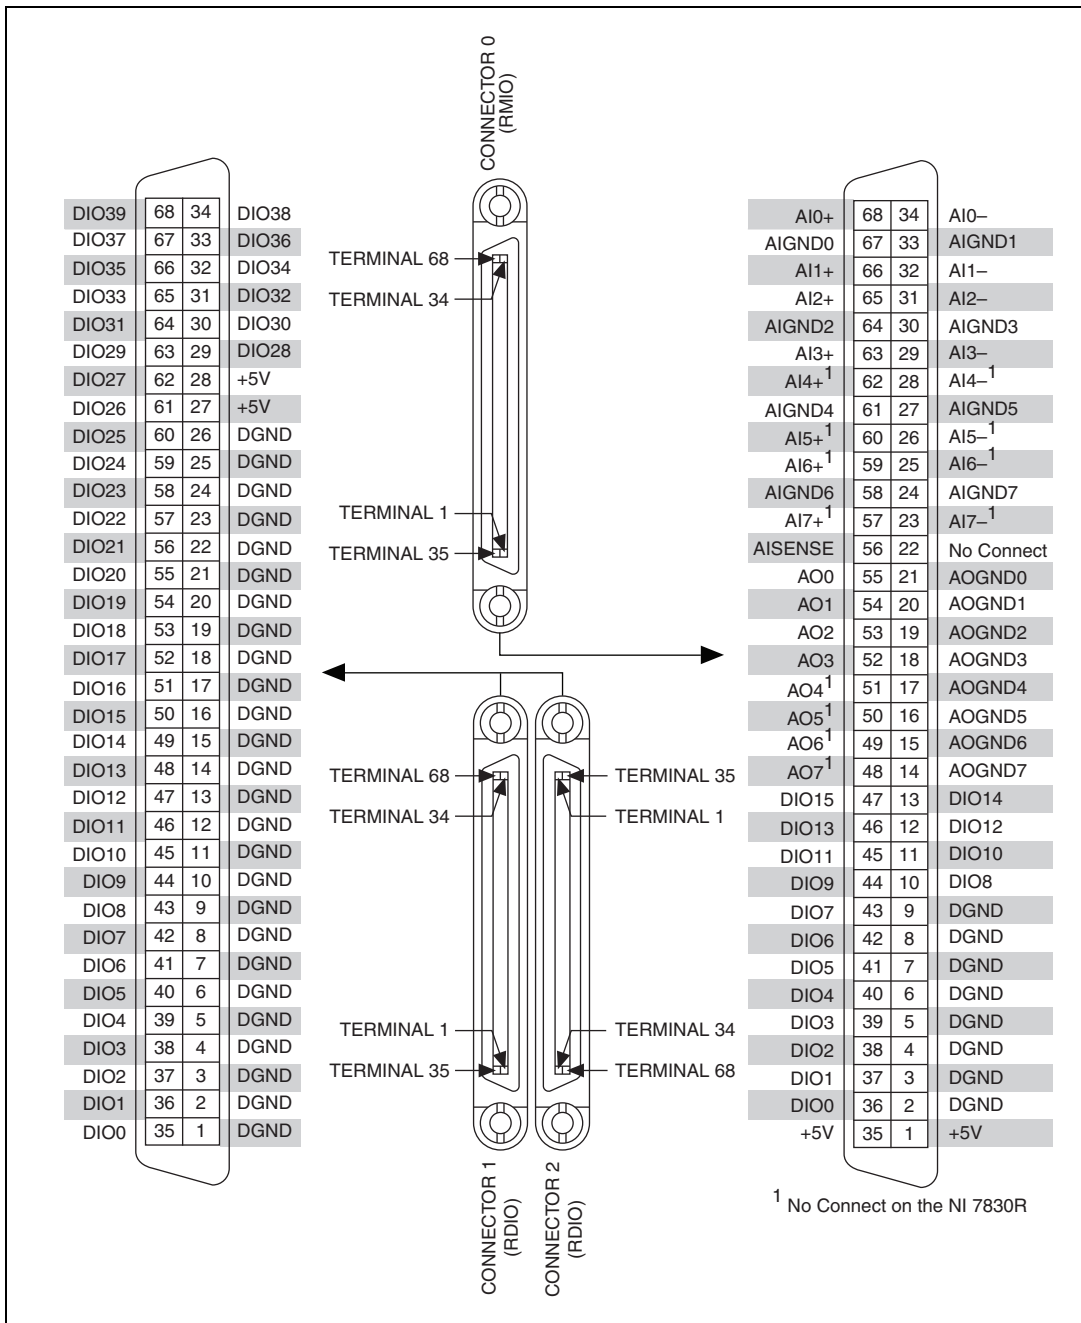 CONNECTOR 0
(RMIO)
DIO39 68 34 DIO38
DIO37 67 33 DIO36
DIO35 66 32 DIO34
DIO33 65 31 DIO32
DIO31 64 30 DIO30
DIO29 63 29 DIO28
DIO27 62 28 +5V
DIO26 61 27 +5V
DIO25 60 26 DGND
DIO24 59 25 DGND
DIO23 58 24 DGND
DIO22 57 23 DGND
DIO21 56 22 DGND
DIO20 55 21 DGND
DIO19 54 20 DGND
DIO18 53 19 DGND
DIO17 52 18 DGND
DIO16 51 17 DGND
DIO15 50 16 DGND
DIO14 49 15 DGND
DIO13 48 14 DGND
DIO12 47 13 DGND
DIO11 46 12 DGND
DIO10 45 11 DGND
DIO9 44 10 DGND
DIO8 43 9 DGND
DIO7 42 8 DGND
DIO6 41 7 DGND
DIO5 40 6 DGND
DIO4 39 5 DGND
DIO3 38 4 DGND
DIO2 37 3 DGND
DIO1 36 2 DGND
DIO0 35 1 DGND
TERMINAL 68
TERMINAL 34
TERMINAL 1
TERMINAL 35
TERMINAL 68 TERMINAL 35
TERMINAL 34 TERMINAL 1
TERMINAL 1 TERMINAL 34
TERMINAL 35 TERMINAL 68
CONNECTOR 1
(RDIO)
CONNECTOR 2
(RDIO)
AI0+ 68 34 AI0–
AIGND0 67 33 AIGND1
AI1+ 66 32 AI1–
AI2+ 65 31 AI2–
AIGND2 64 30 AIGND3
AI3+ 63 29 AI3–
AI4+1 62 28 AI4–1
AIGND4 61 27 AIGND5
AI5+1 60 26 AI5–1
AI6+1 59 25 AI6–1
AIGND6 58 24 AIGND7
AI7+1 57 23 AI7–1
AISENSE 56 22 No Connect
AO0 55 21 AOGND0
AO1 54 20 AOGND1
AO2 53 19 AOGND2
AO3 52 18 AOGND3
AO41 51 17 AOGND4
AO51 50 16 AOGND5
AO61 49 15 AOGND6
AO71 48 14 AOGND7
DIO15 47 13 DIO14
DIO13 46 12 DIO12
DIO11 45 11 DIO10
DIO9 44 10 DIO8
DIO7 43 9 DGND
DIO6 42 8 DGND
DIO5 41 7 DGND
DIO4 40 6 DGND
DIO3 39 5 DGND
DIO2 38 4 DGND
DIO1 37 3 DGND
DIO0 36 2 DGND
+5V 35 1 +5V
1 No Connect on the NI 7830R